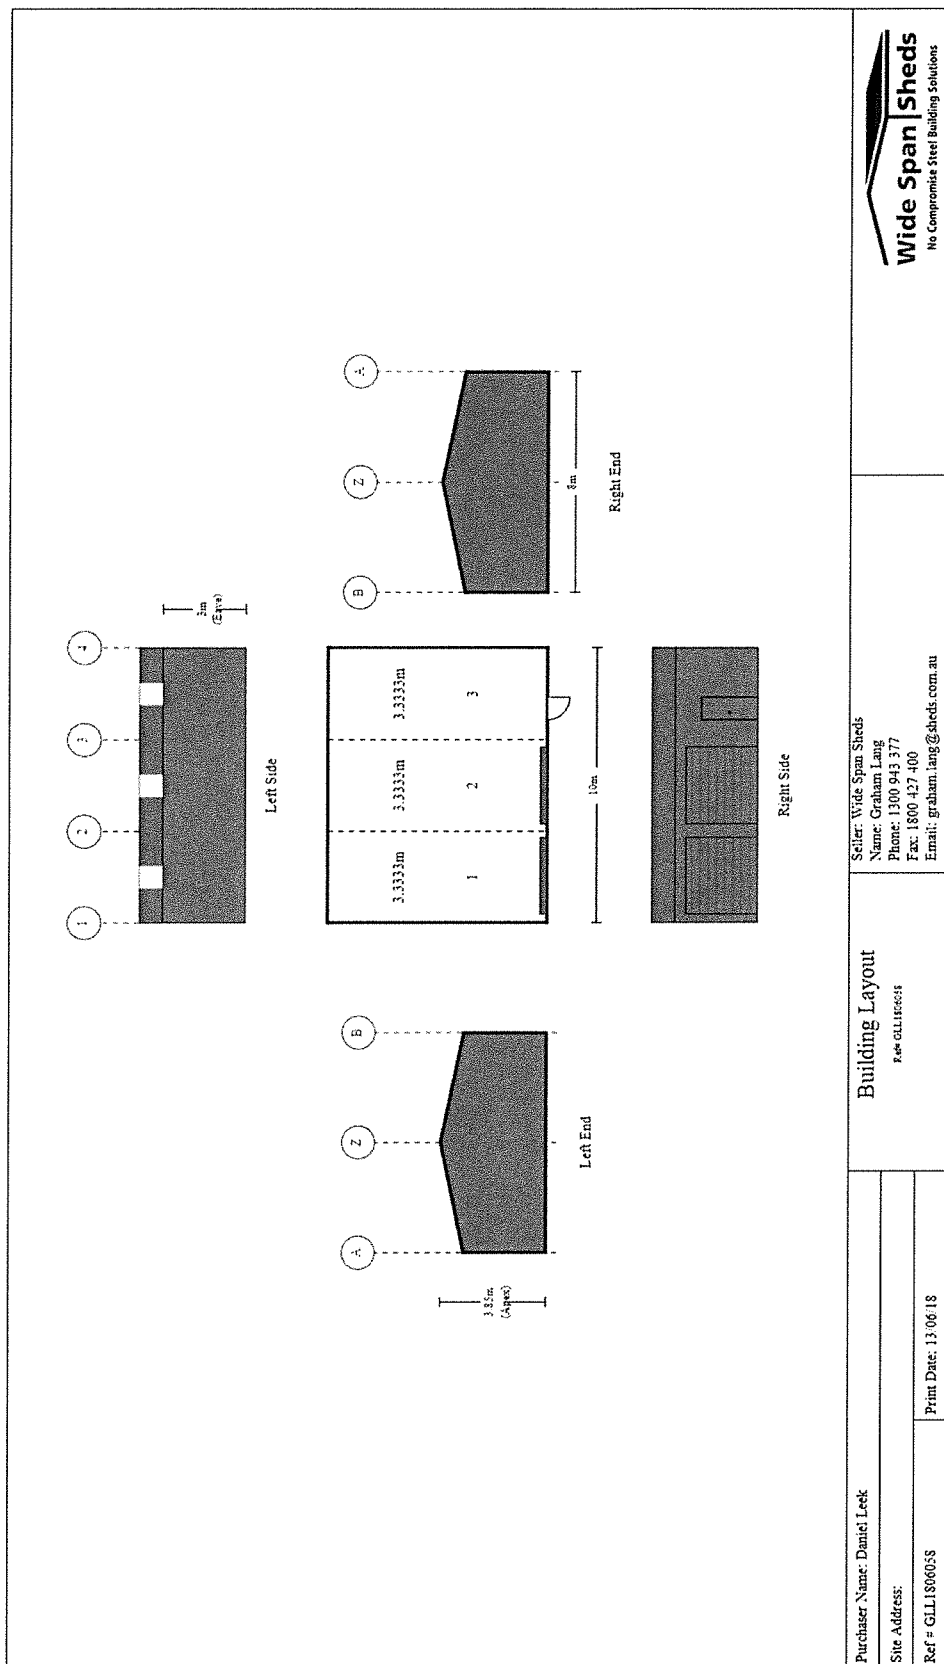 1
2
3
4
3m
(Eave)
Left Side
A
Z
B
Left End
3.85m
(Apex)
3.3333m
3.3333m
3.3333m
1
2
3
10m
B
Z
A
8m
Right End
Right Side
Purchaser Name: Daniel Leek
Site Address:
Ref # GLL1806058
Print Date: 13/06/18
Building Layout
Ref# GLL1806058
Seller: Wide Span Sheds
Name: Graham Lang
Phone: 1300 943 377
Fax: 1800 427 400
Email: graham.lang@sheds.com.au
Wide Span Sheds
No Compromise Steel Building Solutions